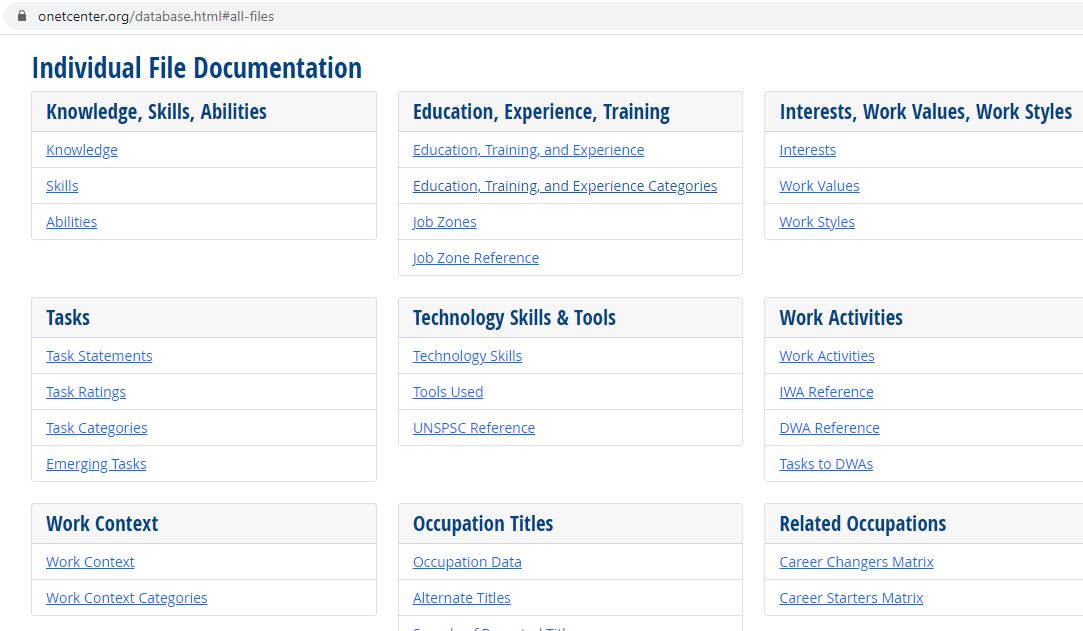 onetcenter.org/database.html#all-files
Individual File Documentation
Knowledge, Skills, Abilities
Knowledge
Skills
Abilities
Education, Experience, Training
Education, Training, and Experience
Education, Training, and Experience Categories
Job Zones
Job Zone Reference
Interests, Work Values, Work Styles
Interests
Work Values
Work Styles
Tasks
Task Statements
Task Ratings
Task Categories
Emerging Tasks
Technology Skills & Tools
Technology Skills
Tools Used
UNSPSC Reference
Work Activities
Work Activities
IWA Reference
DWA Reference
Tasks to DWAs
Work Context
Work Context
Work Context Categories
Occupation Titles
Occupation Data
Alternate Titles
Related Occupations
Career Changers Matrix
Career Starters Matrix